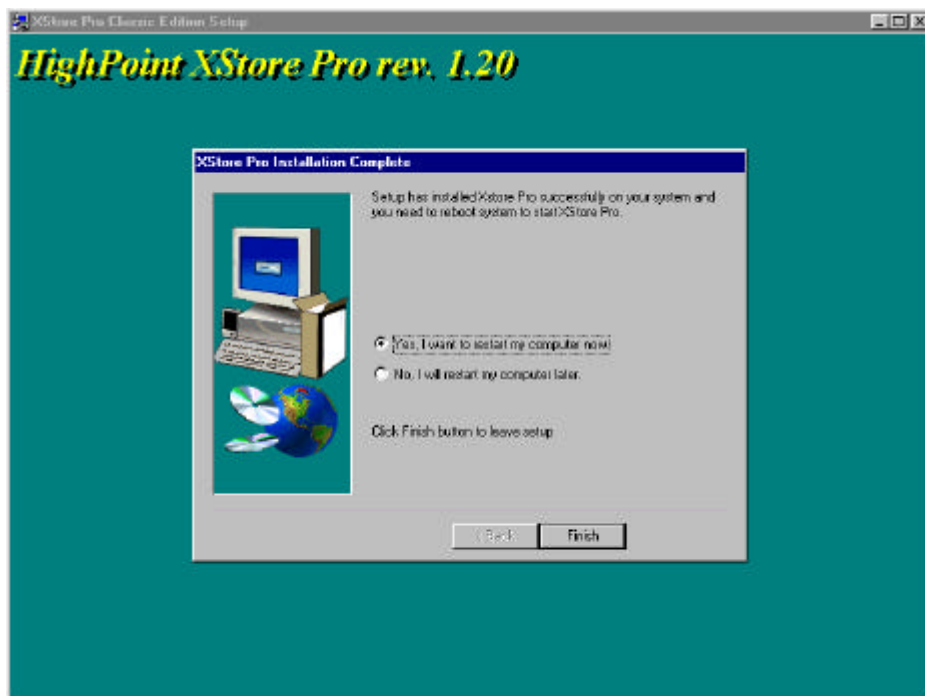 XStore Pro Classic Edition Setup
HighPoint XStore Pro rev. 1.20
XStore Pro Installation Complete
Setup has installed Xstore Pro successfully on your system and
you need to reboot system to start XStore Pro.
Yes, I want to restart my computer now.
No, I will restart my computer later.
Click Finish button to leave setup
< Back
Finish